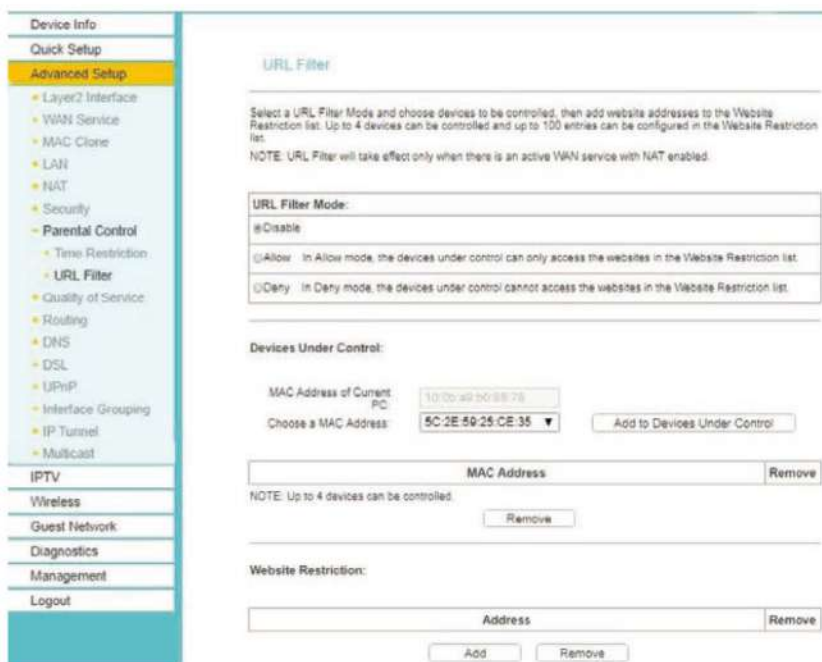 Device Info
Quick Setup
Advanced Setup
Layer2 Interface
WAN Service
MAC Clone
LAN
NAT
Security
Parental Control
Time Restriction
URL Filter
Quality of Service
Routing
DNS
DSL
UPnP
Interface Grouping
IP Tunnel
Multicast
IPTV
Wireless
Guest Network
Diagnostics
Management
Logout
URL Filter
Select a URL Filter Mode and choose devices to be controlled, then add website addresses to the Website
Restriction list. Up to 4 devices can be controlled and up to 100 entries can be configured in the Website Restriction
list.
NOTE: URL Filter will take effect only when there is an active WAN service with NAT enabled.
URL Filter Mode:
Disable
Allow In Allow mode, the devices under control can only access the websites in the Website Restriction list.
Deny In Deny mode, the devices under control cannot access the websites in the Website Restriction list.
Devices Under Control:
MAC Address of Current
PC:
Choose a MAC Address: 5C:2E:59:25:CE:35 Add to Devices Under Control
MAC Address Remove
NOTE: Up to 4 devices can be controlled.
Remove
Website Restriction:
Address Remove
Add Remove